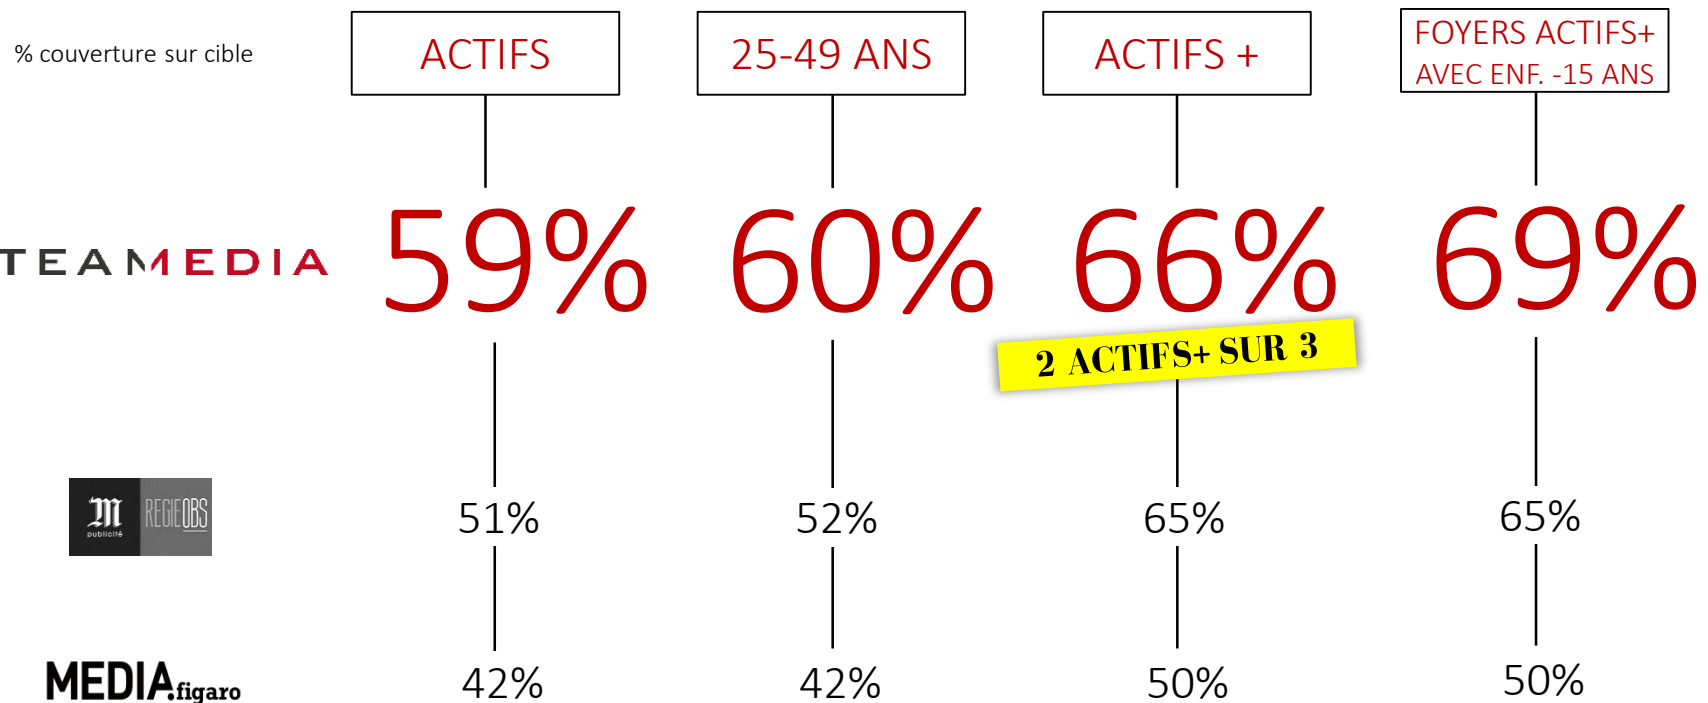 % couverture sur cible
ACTIFS
25-49 ANS
ACTIFS +
FOYERS ACTIFS+
AVEC ENF. -15 ANS
TEAMEDIA
59%
60%
66%
69%
2 ACTIFS+ SUR 3
M
publicité
REGIEOBS
51%
52%
65%
65%
MEDIA.figaro
42%
42%
50%
50%